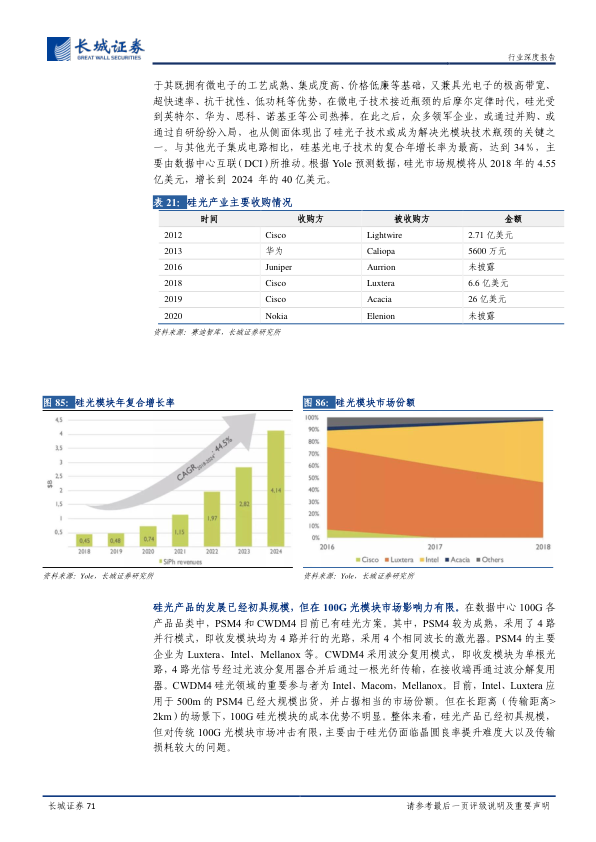 长城证券
GREAT WALL SECURITIES
行业深度报告
于其既拥有微电子的工艺成熟、集成度高、价格低廉等基础，又兼具光电子的极高带宽、
超快速率、抗干扰性、低功耗等优势，在微电子技术接近瓶颈的后摩尔定律时代，硅光受
到英特尔、华为、思科、诺基亚等公司热捧。在此之后，众多领军企业，或通过并购、或
通过自研纷纷入局，也从侧面体现出了硅光子技术或成为解决光模块技术瓶颈的关键之
一。与其他光子集成电路相比，硅基光电子技术的复合年增长率为最高，达到 34%，主
要由数据中心互联（DCI）所推动。根据 Yole 预测数据，硅光市场规模将从 2018 年的 4.55
亿美元，增长到 2024 年的 40 亿美元。
表 21：硅光产业主要收购情况
时间 收购方 被收购方 金额
2012 Cisco Lightwire 2.71 亿美元
2013 华为 Caliopa 5600 万元
2016 Juniper Aurrion 未披露
2018 Cisco Luxtera 6.6 亿美元
2019 Cisco Acacia 26 亿美元
2020 Nokia Elenion 未披露
资料来源：赛迪智库，长城证券研究所
图 85：硅光模块年复合增长率
4,5
4
3,5
3
2,5
2
1,5
1
0,5
$B
CAGR 2018-2024: 44.5%
0,45 0,48 0,74 1,15 1,97 2,82 4,14
2018 2019 2020 2021 2022 2023 2024
SiPh revenues
资料来源：Yole，长城证券研究所
图 86：硅光模块市场份额
100%
90%
80%
70%
60%
50%
40%
30%
20%
10%
0%
2016 2017 2018
Cisco Luxtera Intel Acacia Others
资料来源：Yole，长城证券研究所
硅光产品的发展已经初具规模，但在 100G 光模块市场影响力有限。在数据中心 100G 各
产品品类中，PSM4 和 CWDM4 目前已有硅光方案。其中，PSM4 较为成熟，采用了 4 路
并行模式，即收发模块均为 4 路并行的光路，采用 4 个相同波长的激光器。PSM4 的主要
企业为 Luxtera、Intel、Mellanox 等。CWDM4 采用波分复用模式，即收发模块为单根光
路，4 路光信号经过光波分复用器合并后通过一根光纤传输，在接收端再通过波分解复用
器。CWDM4 硅光领域的重要参与者为 Intel、Macom、Mellanox。目前，Intel、Luxtera 应
用于 500m 的 PSM4 已经大规模出货，并占据相当的市场份额。但在长距离（传输距离>
2km）的场景下，100G 硅光模块的成本优势不明显。整体来看，硅光产品已经初具规模，
但对传统 100G 光模块市场冲击有限，主要由于硅光仍面临晶圆良率提升难度大以及传输
损耗较大的问题。
长城证券 71
请参考最后一页评级说明及重要声明